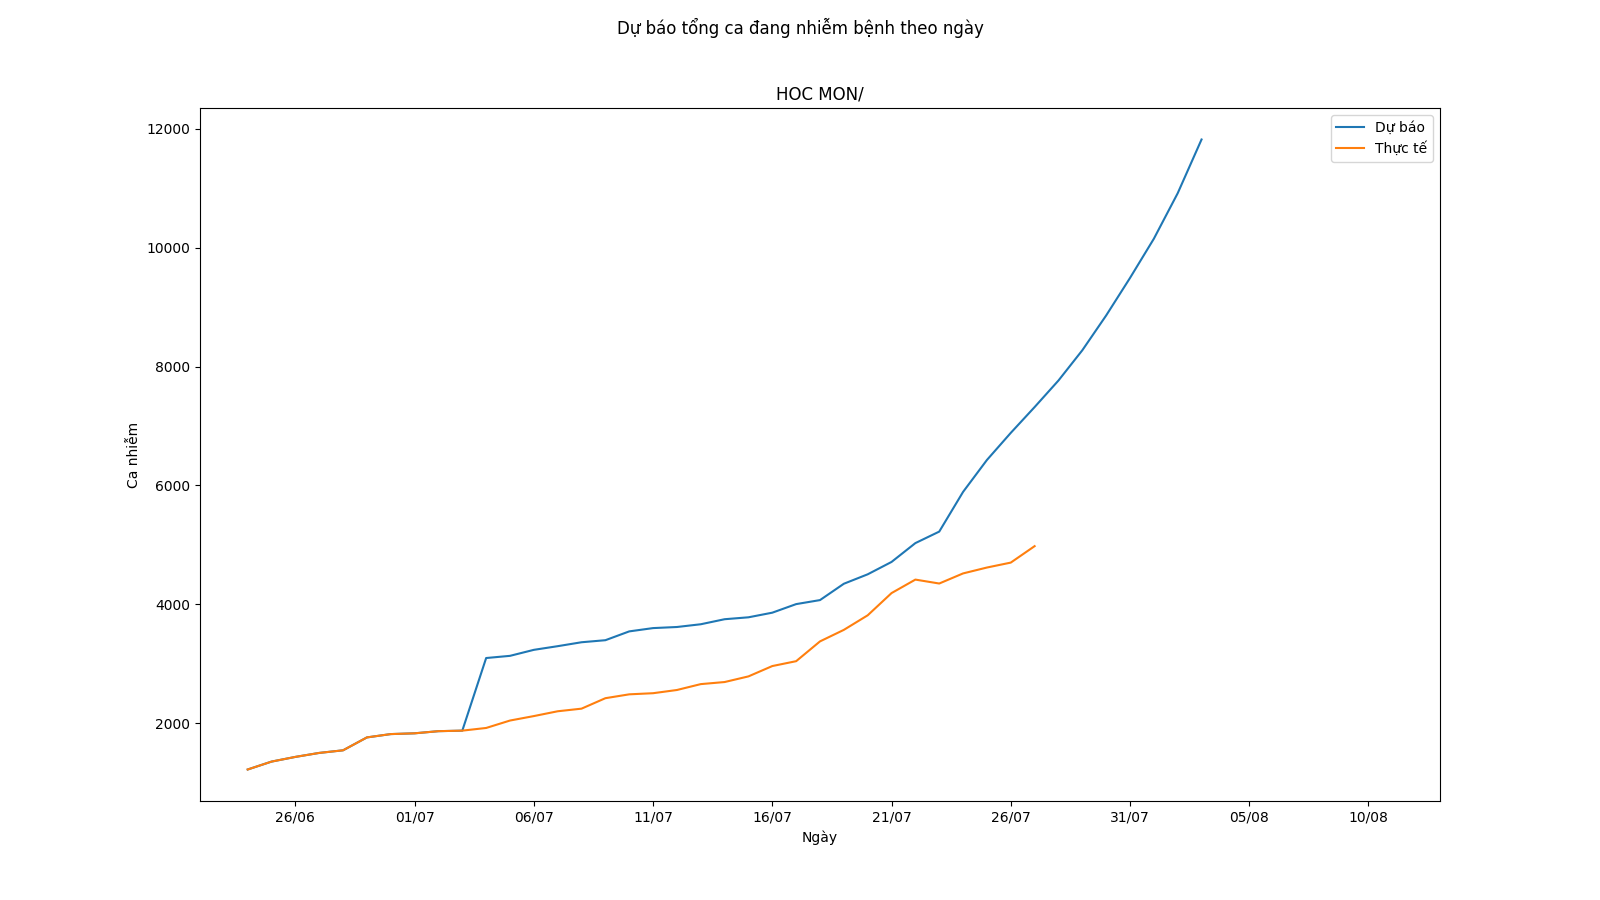 Dự báo tổng ca đang nhiễm bệnh theo ngày
HOC MON/
Dự báo
Thực tế
12000
10000
8000
6000
4000
2000
Ca nhiễm
26/06 01/07 06/07 11/07 16/07 21/07 26/07 31/07 05/08 10/08
Ngày